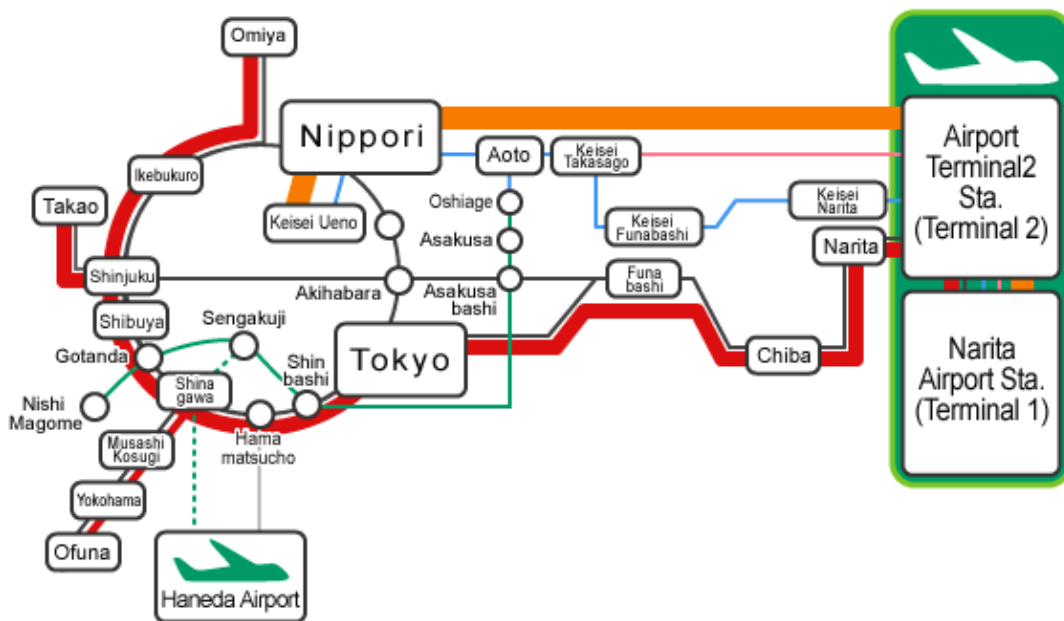 Omiya
Nippori
Ikebukuro
Aoto
Keisei
Takasago
Airport
Terminal2
Sta.
(Terminal 2)
Takao
Keisei Ueno
Oshiage
Keisei
Narita
Asakusa
Keisei
Funabashi
Narita
Shinjuku
Akihabara
Asakusa
bashi
Funa
bashi
Shibuya
Sengakuji
Gotanda
Shin
bashi
Tokyo
Chiba
Narita
Airport Sta.
(Terminal 1)
Nishi
Magome
Shina
gawa
Hama
matsucho
Musashi
Kosugi
Yokohama
Ofuna
Haneda Airport